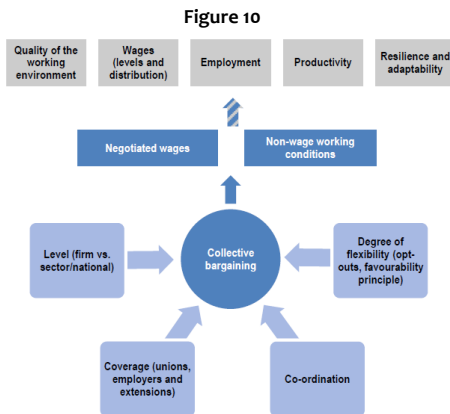 Figure 10
Quality of the
working
environment
Wages
(levels and
distribution)
Employment
Productivity
Resilience and
adaptability
Negotiated wages
Non-wage working
conditions
Level (firm vs.
sector/national)
Collective
bargaining
Degree of
flexibility (opt-
outs, favourability
principle)
Coverage (unions,
employers and
extensions)
Co-ordination